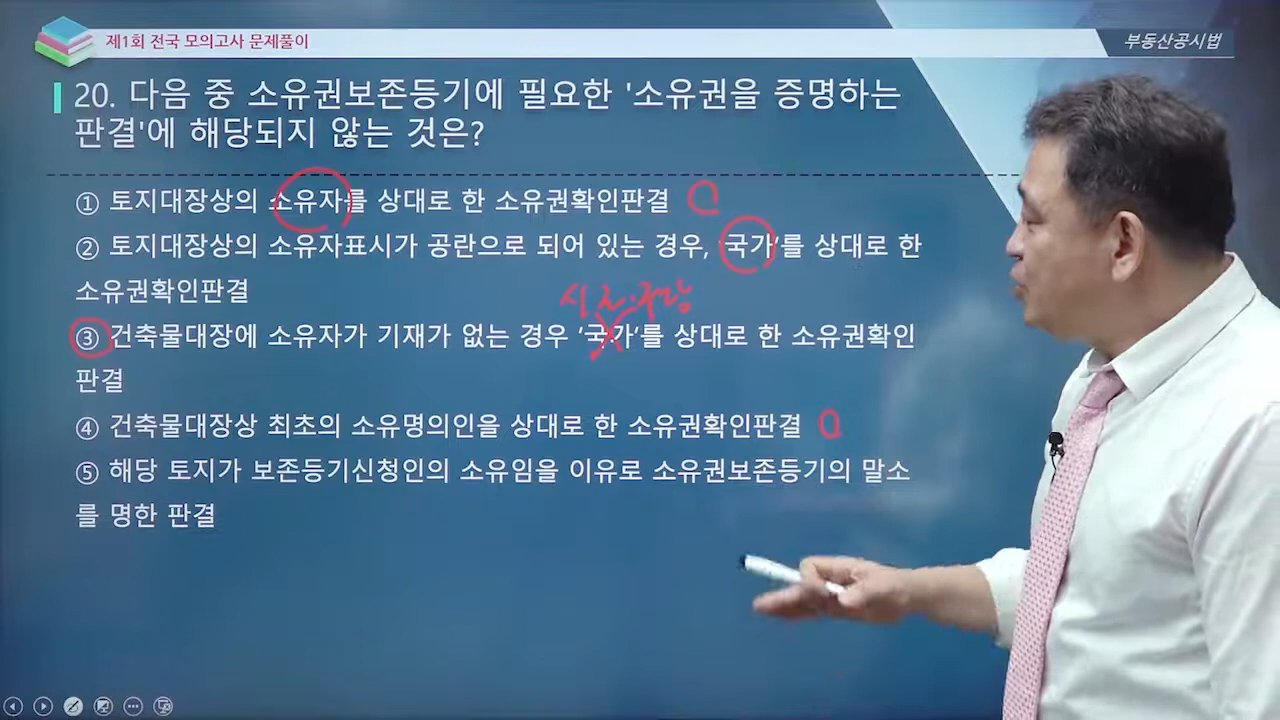 제1회 전국 모의고사 문제풀이
부동산공시법
20. 다음 중 소유권보존등기에 필요한 '소유권을 증명하는
판결'에 해당되지 않는 것은?
① 토지대장상의 소유자를 상대로 한 소유권확인판결
② 토지대장상의 소유자표시가 공란으로 되어 있는 경우, '국가'를 상대로 한
소유권확인판결
시·군·구장
③ 건축물대장에 소유자가 기재가 없는 경우 '국가'를 상대로 한 소유권확인
판결
④ 건축물대장상 최초의 소유명의인을 상대로 한 소유권확인판결
⑤ 해당 토지가 보존등기신청인의 소유임을 이유로 소유권보존등기의 말소
를 명한 판결